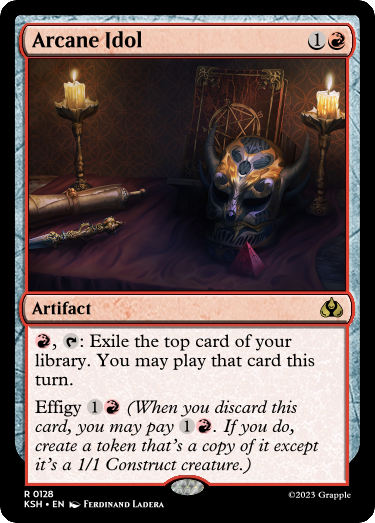 Arcane Idol 1
Artifact
, : Exile the top card of your
library. You may play that card this
turn.
Effigy 1 (When you discard this
card, you may pay 1 . If you do,
create a token that's a copy of it except
it's a 1/1 Construct creature.)
R 0128
KSH • EN Ferdinand Ladera
©2023 Grapple